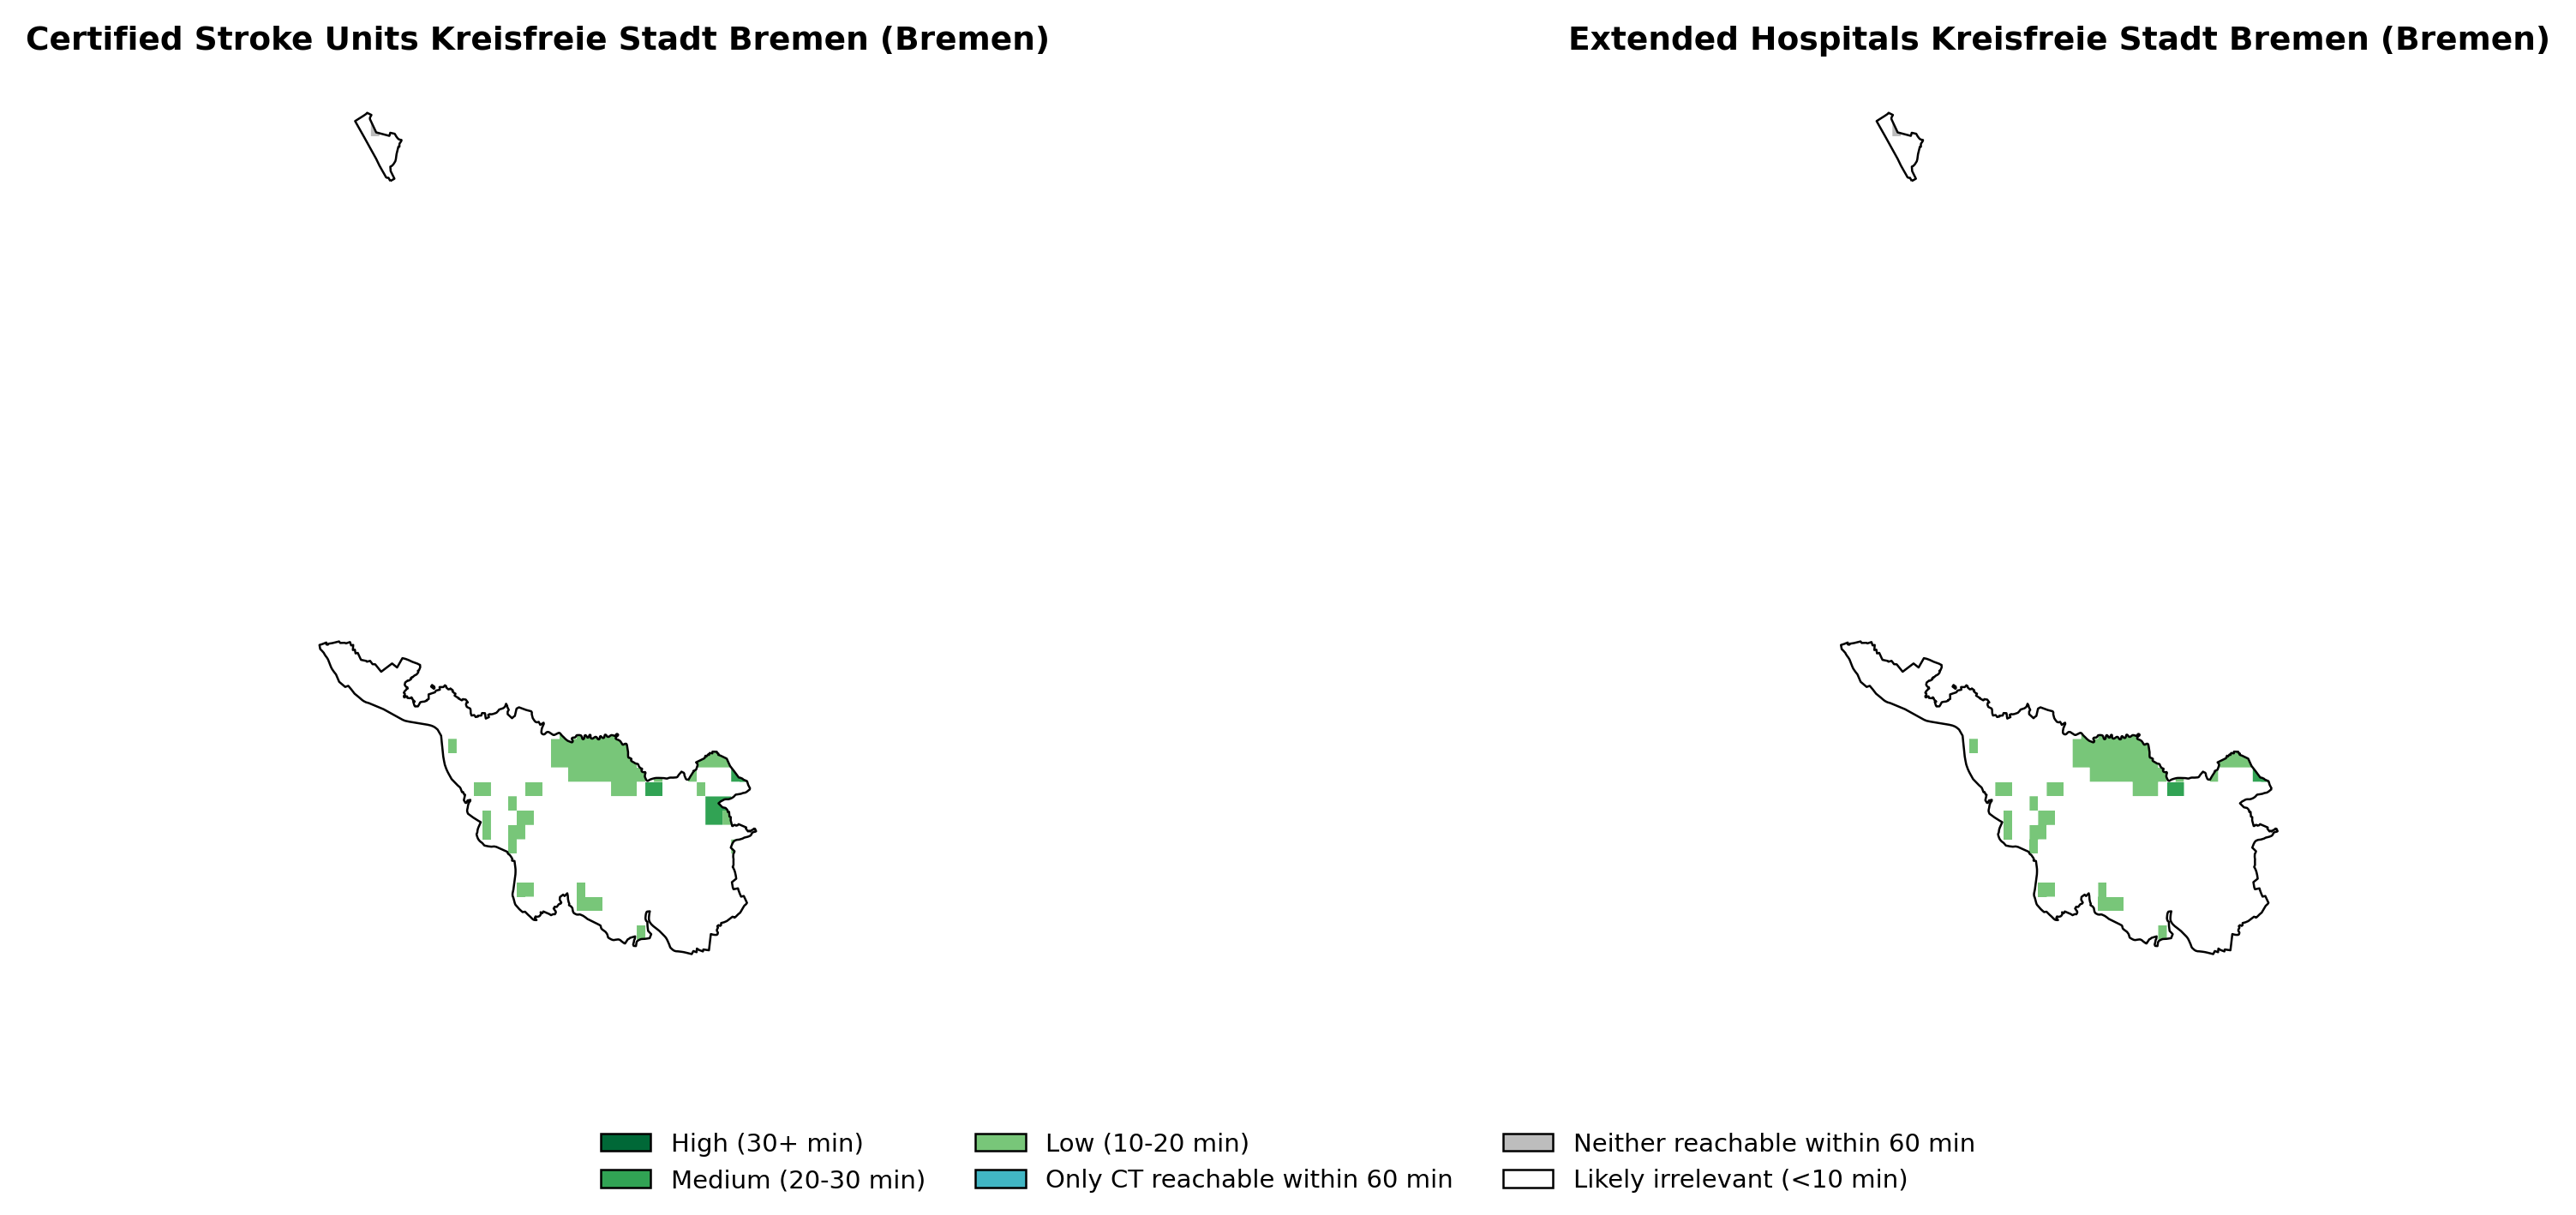 Certified Stroke Units Kreisfreie Stadt Bremen (Bremen)
Extended Hospitals Kreisfreie Stadt Bremen (Bremen)
High (30+ min)
Medium (20-30 min)
Low (10-20 min)
Only CT reachable within 60 min
Neither reachable within 60 min
Likely irrelevant (<10 min)